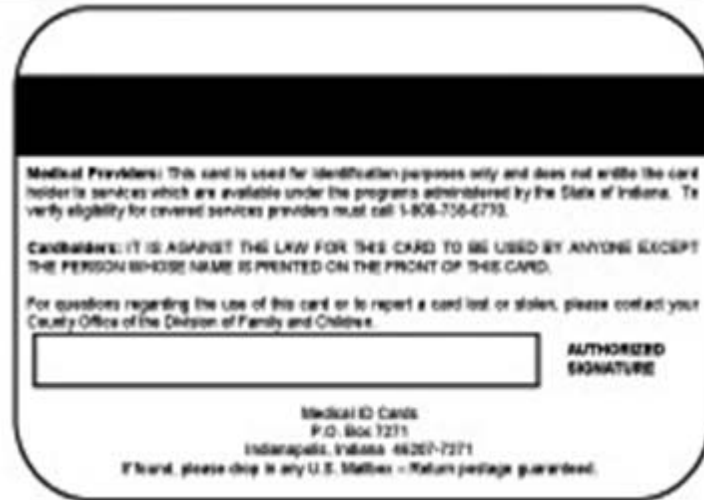 Medical Providers: This card is used for identification purposes only and does not entitle the card
holder to services which are available under the programs administered by the State of Indiana. To
verify eligibility for covered services providers must call
Cardholders: IT IS AGAINST THE LAW FOR THIS CARD TO BE USED BY ANYONE EXCEPT
THE PERSON WHOSE NAME IS PRINTED ON THE FRONT OF THIS CARD.
For questions regarding the use of this card or to report a card lost or stolen, please contact your
County Office of the Division of Family and Children.
AUTHORIZED
SIGNATURE
Medical ID Cards
P.O. Box 7271
Indianapolis, Indiana 46207-7271
If found, please drop in any U.S. Mailbox – Return postage guaranteed.